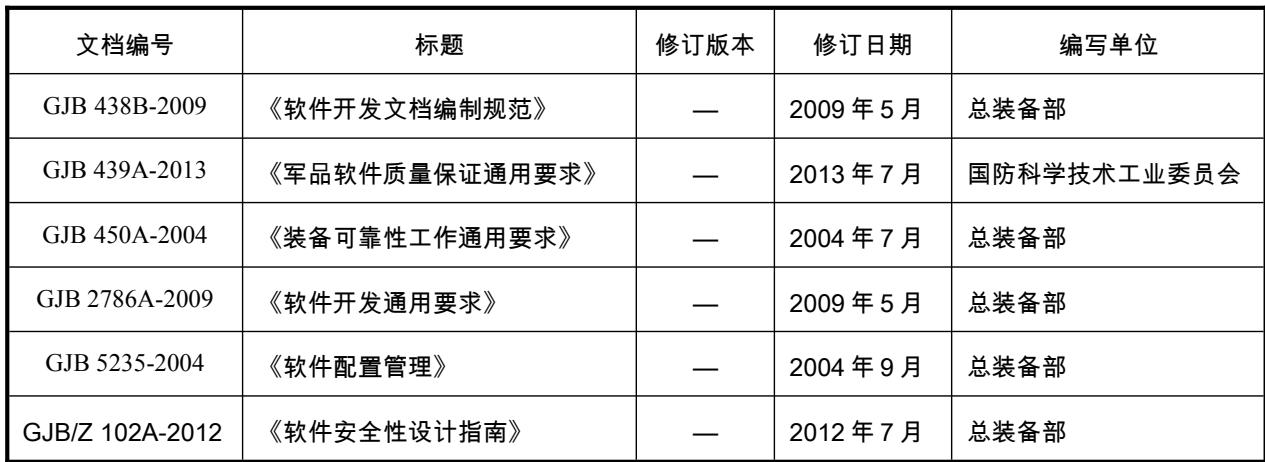 文档编号 标题 修订版本 修订日期 编写单位
GJB 438B-2009 《软件开发文档编制规范》 — 2009 年 5 月 总装备部
GJB 439A-2013 《军品软件质量保证通用要求》 — 2013 年 7 月 国防科学技术工业委员会
GJB 450A-2004 《装备可靠性工作通用要求》 — 2004 年 7 月 总装备部
GJB 2786A-2009 《软件开发通用要求》 — 2009 年 5 月 总装备部
GJB 5235-2004 《软件配置管理》 — 2004 年 9 月 总装备部
GJB/Z 102A-2012 《软件安全性设计指南》 — 2012 年 7 月 总装备部